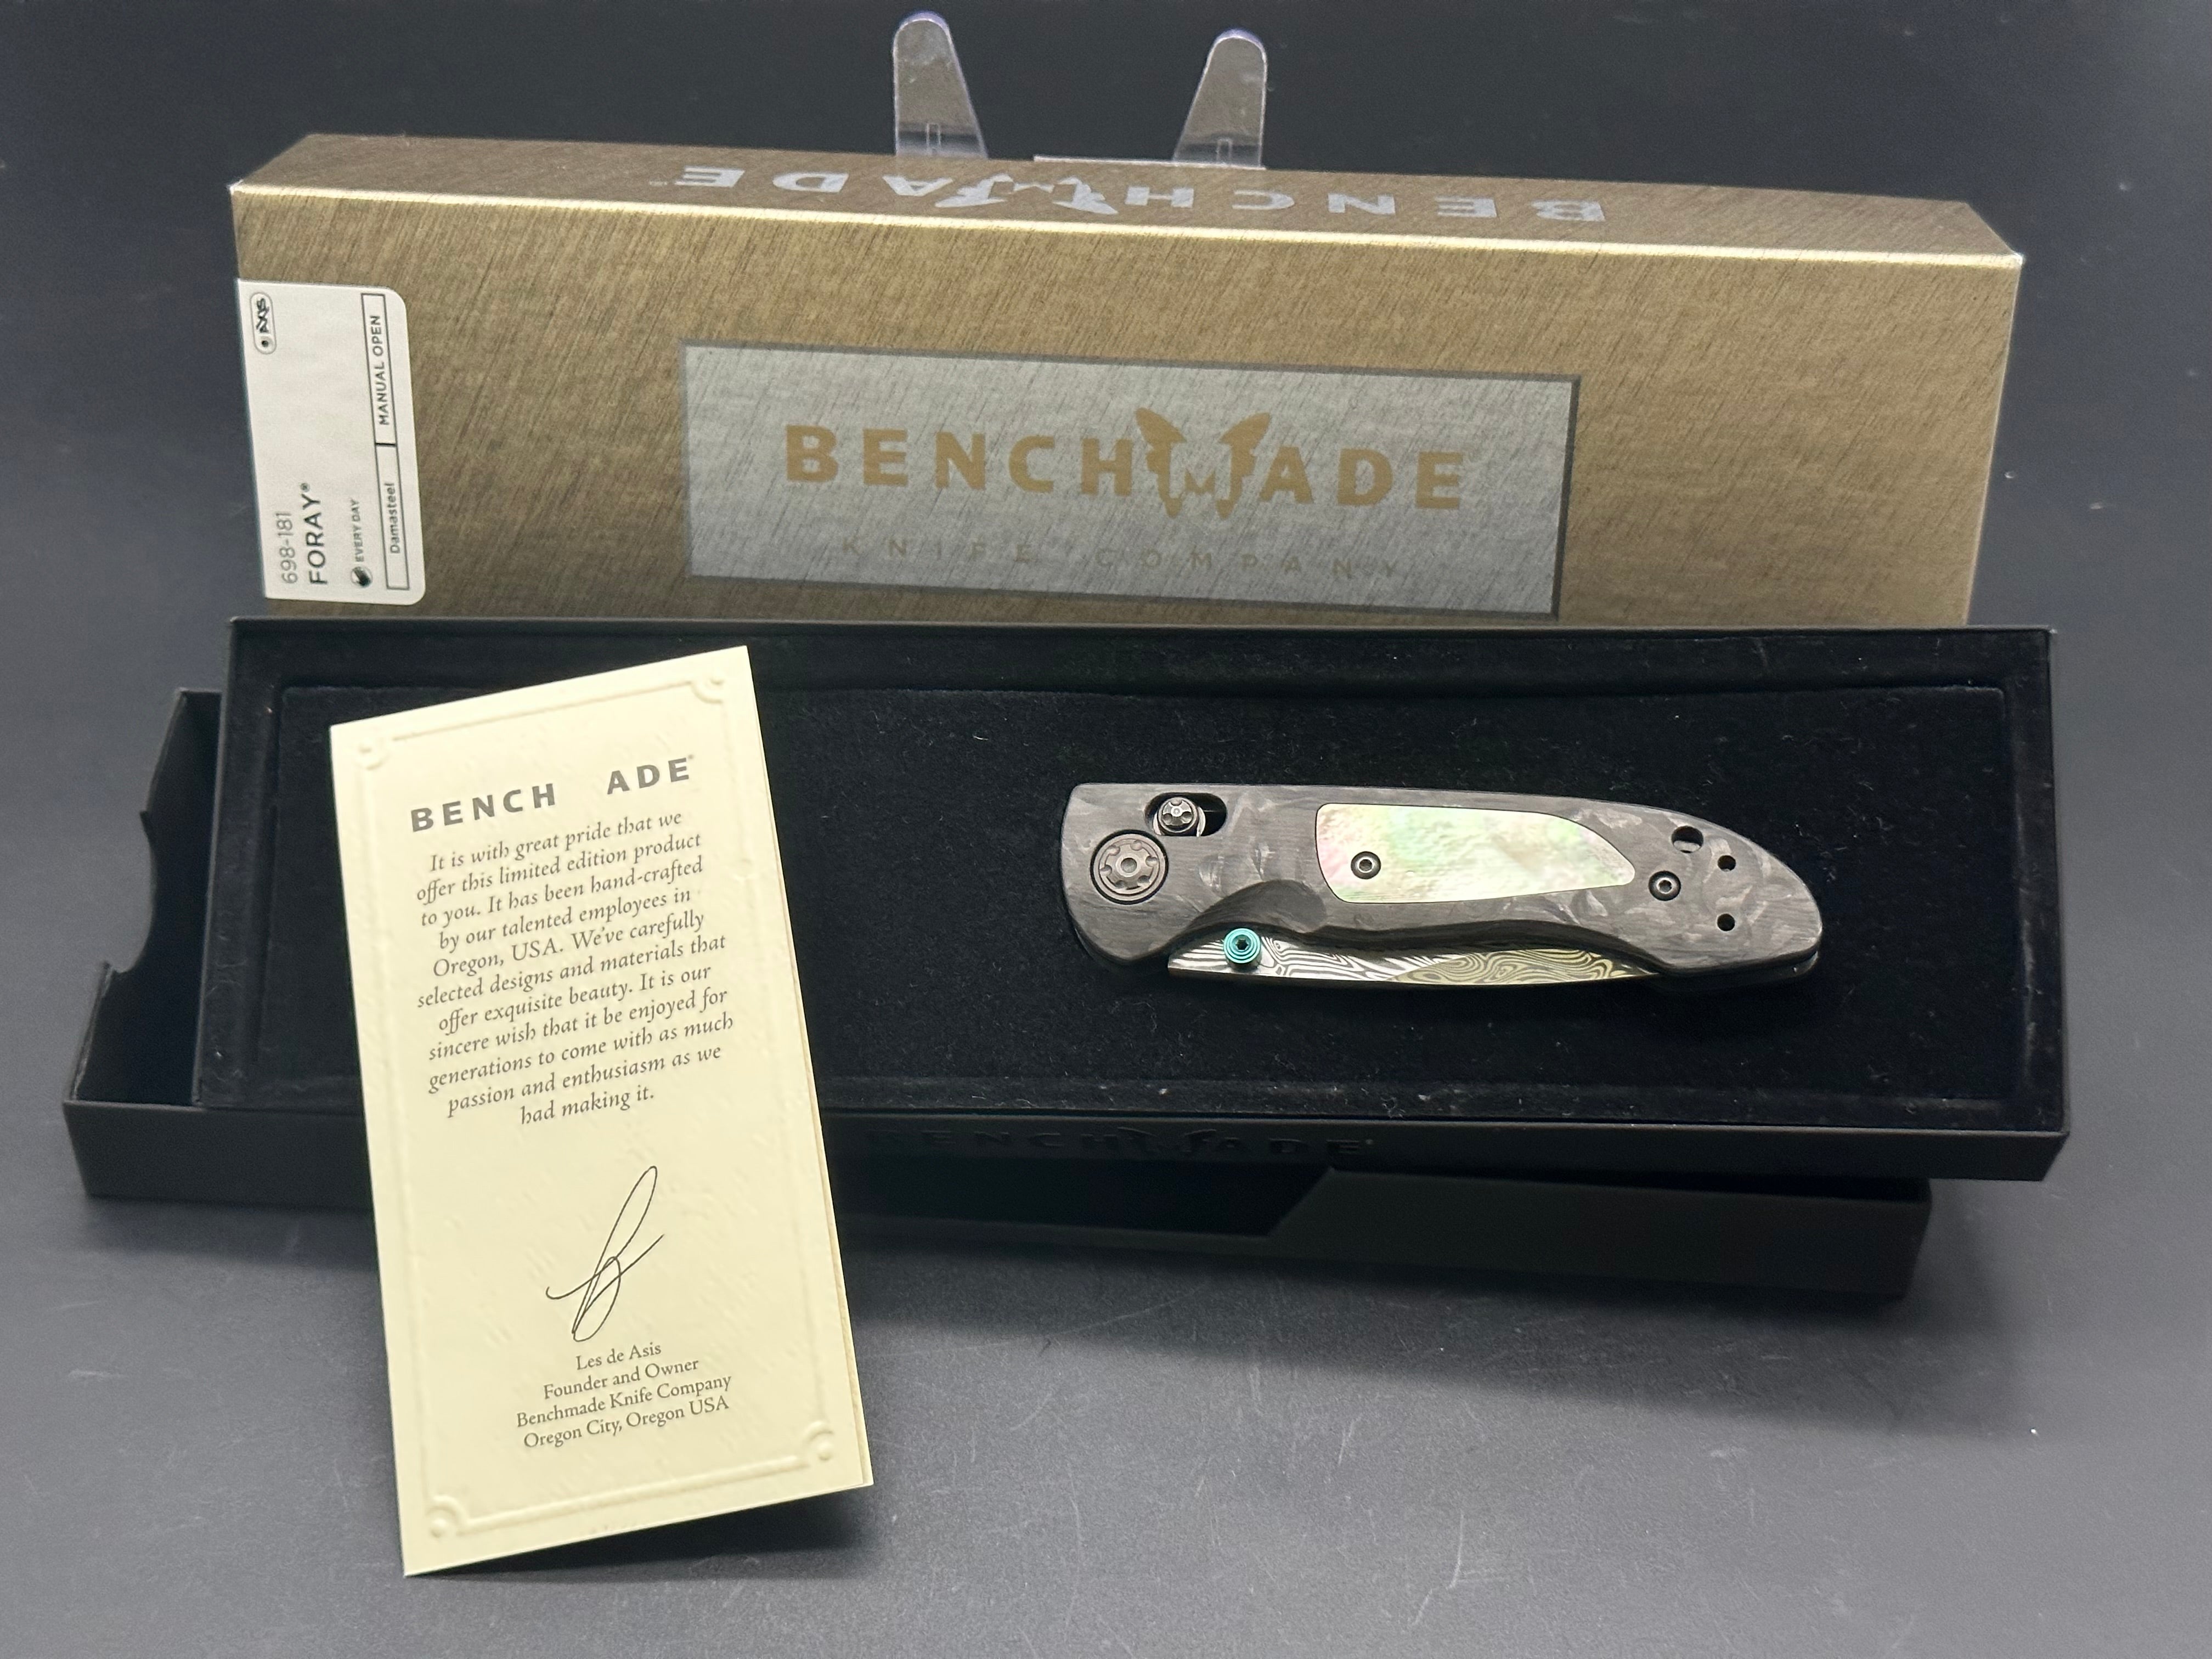 BENCHMADE®
AXIS
698-181
FORAY®
EVERY DAY
Damasteel
MANUAL OPEN
BENCHMADE
KNIFE COMPANY
BENCH ADE®
It is with great pride that we
offer this limited edition product
to you. It has been hand-crafted
by our talented employees in
Oregon, USA. We've carefully
selected designs and materials that
offer exquisite beauty. It is our
sincere wish that it be enjoyed for
generations to come with as much
passion and enthusiasm as we
had making it.
Les de Asis
Founder and Owner
Benchmade Knife Company
Oregon City, Oregon USA
BENCHMADE®